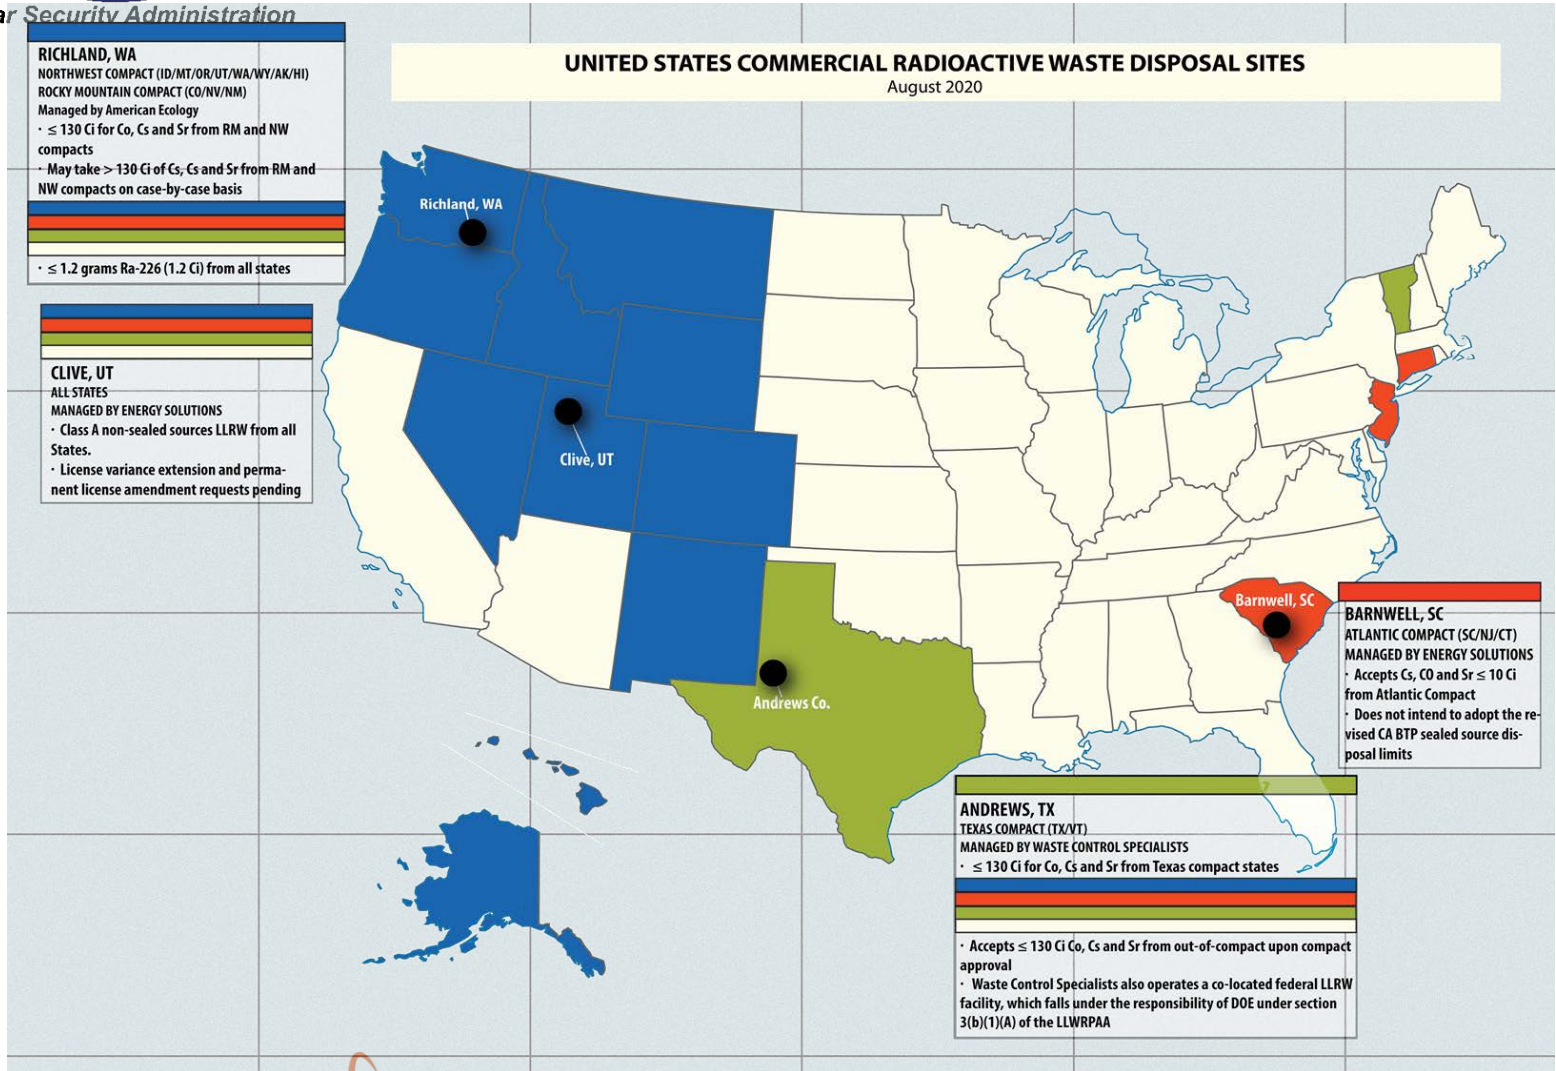 ar Security Administration
UNITED STATES COMMERCIAL RADIOACTIVE WASTE DISPOSAL SITES
August 2020
RICHLAND, WA
NORTHWEST COMPACT (ID/MT/OR/UT/WA/WY/AK/HI)
ROCKY MOUNTAIN COMPACT (CO/NV/NM)
Managed by American Ecology
· ≤ 130 Ci for Co, Cs and Sr from RM and NW
compacts
· May take > 130 Ci of Cs, Cs and Sr from RM and
NW compacts on case-by-case basis
· ≤ 1.2 grams Ra-226 (1.2 Ci) from all states
CLIVE, UT
ALL STATES
MANAGED BY ENERGY SOLUTIONS
· Class A non-sealed sources LLRW from all
States.
· License variance extension and perma-
nent license amendment requests pending
Richland, WA
Clive, UT
Andrews Co.
Barnwell, SC
BARNWELL, SC
ATLANTIC COMPACT (SC/NJ/CT)
MANAGED BY ENERGY SOLUTIONS
· Accepts Cs, CO and Sr ≤ 10 Ci
from Atlantic Compact
· Does not intend to adopt the re-
vised CA BTP sealed source dis-
posal limits
ANDREWS, TX
TEXAS COMPACT (TX/VT)
MANAGED BY WASTE CONTROL SPECIALISTS
· ≤ 130 Ci for Co, Cs and Sr from Texas compact states
· Accepts ≤ 130 Ci Co, Cs and Sr from out-of-compact upon compact
approval
· Waste Control Specialists also operates a co-located federal LLRW
facility, which falls under the responsibility of DOE under section
3(b)(1)(A) of the LLWRPAA